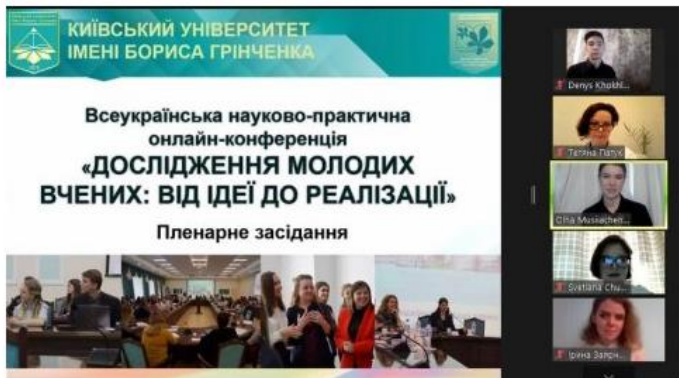 КИЇВСЬКИЙ УНІВЕРСИТЕТ
ІМЕНІ БОРИСА ГРІНЧЕНКА
Всеукраїнська науково-практична
онлайн-конференція
«ДОСЛІДЖЕННЯ МОЛОДИХ
ВЧЕНИХ: ВІД ІДЕЇ ДО РЕАЛІЗАЦІЇ»
Пленарне засідання
Denys
Тетяна
Svetlana Chu...
Ірина